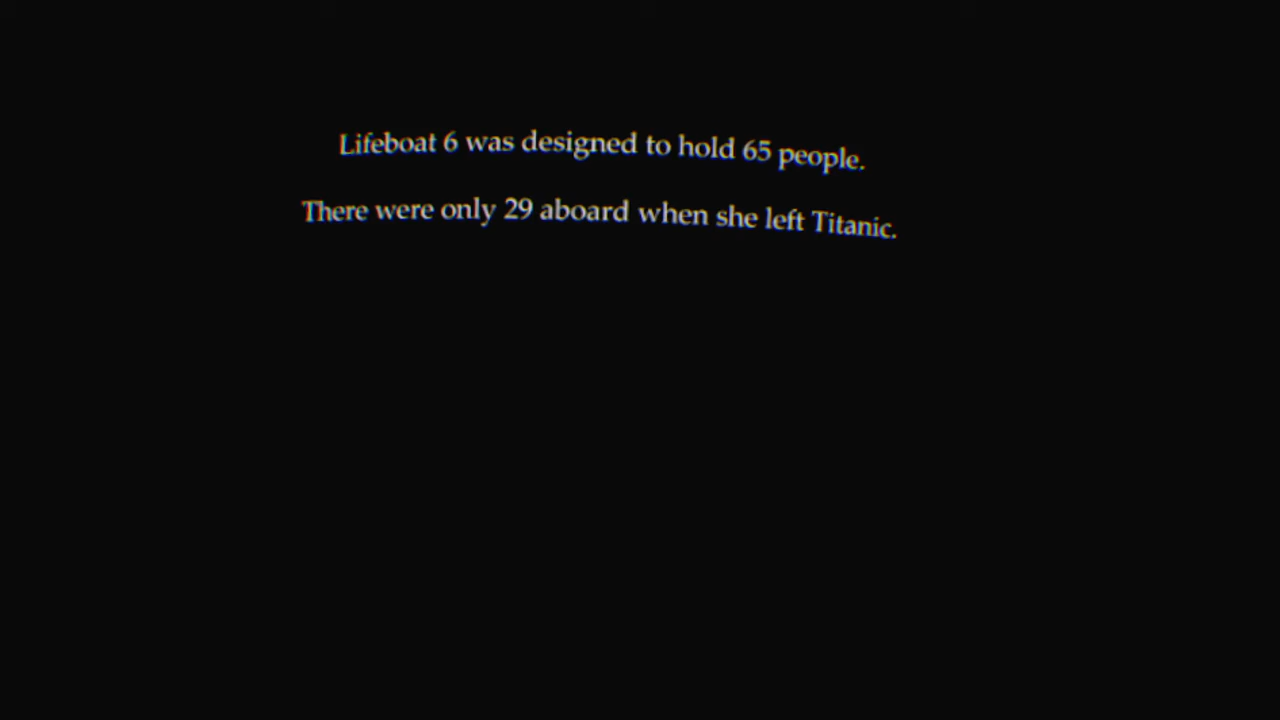 Lifeboat 6 was designed to hold 65 people.
There were only 29 aboard when she left Titanic.